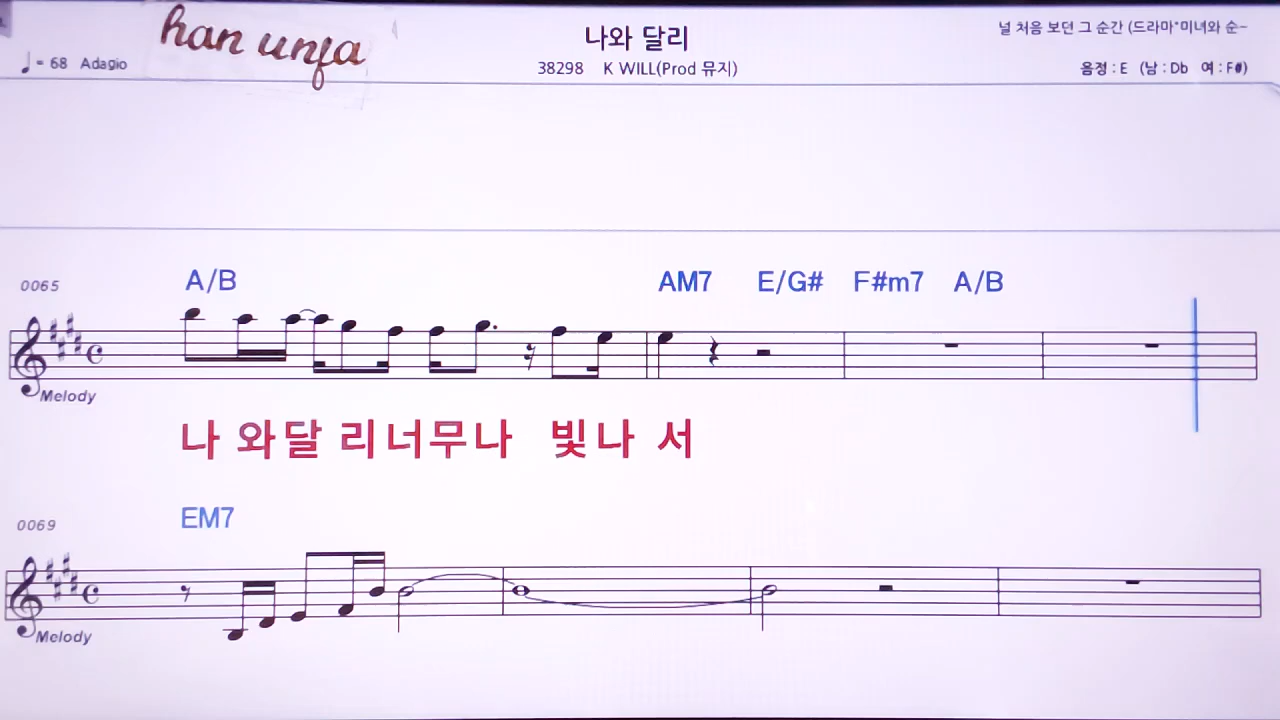 han unfa
나와 달리
널 처음 보던 그 순간 (드라마"미녀와 순~
♩= 68 Adagio
38298 K WILL(Prod 뮤지)
음정 : E (남 : Db 여 : F#)
0065
A/B AM7 E/G# F#m7 A/B
Melody
나 와달 리너무나 빛나 서
0069
EM7
Melody